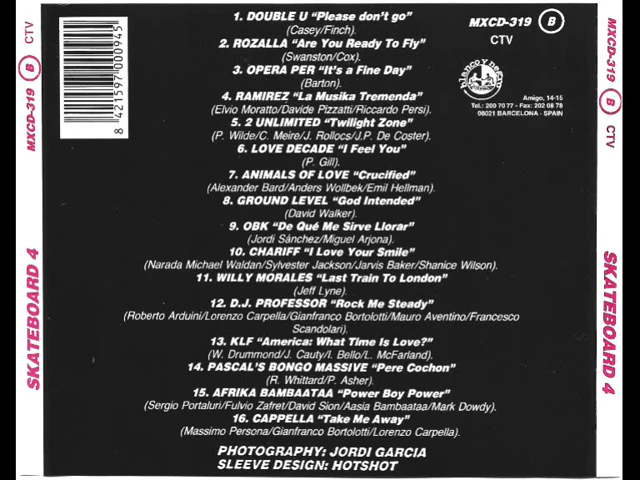 1. DOUBLE U "Please don't go"
(Casey/Finch).
2. ROZALLA "Are You Ready To Fly"
(Swanston/Cox).
3. OPERA PER "It's a Fine Day"
(Barton).
4. RAMIREZ "La Musika Tremenda"
(Elvio Moratto/Davide Pizzatti/Riccardo Persi).
5. 2 UNLIMITED "Twilight Zone"
(P. Wilde/C. Meire/J. Rollocs/J.P. De Coster).
6. LOVE DECADE "I Feel You"
(P. Gill).
7. ANIMALS OF LOVE "Crucified"
(Alexander Bard/Anders Wollbek/Emil Hellman).
8. GROUND LEVEL "God Intended"
(David Walker).
9. OBK "De Qué Me Sirve Llorar"
(Jordi Sánchez/Miguel Arjona).
10. CHARIFF "I Love Your Smile"
(Narada Michael Waldan/Sylvester Jackson/Jarvis Baker/Shanice Wilson).
11. WILLY MORALES "Last Train To London"
(Jeff Lyne).
12. D.J. PROFESSOR "Rock Me Steady"
(Roberto Arduini/Lorenzo Carpella/Gianfranco Bortolotti/Mauro Aventino/Francesco
Scandolari).
13. KLF "America: What Time Is Love?"
(W. Drummond/J. Cauty/I. Bello/L. McFarland).
14. PASCAL'S BONGO MASSIVE "Pere Cochon"
(R. Whittard/P. Asher).
15. AFRIKA BAMBAATAA "Power Boy Power"
(Sergio Portaluri/Fulvio Zafret/David Sion/Aasia Bambaataa/Mark Dowdy).
16. CAPPELLA "Take Me Away"
(Massimo Persona/Gianfranco Bortolotti/Lorenzo Carpella).
PHOTOGRAPHY: JORDI GARCIA
SLEEVE DESIGN: HOTSHOT
MXCD-319 B
CTV
blanco y negro
Amigo, 14-15
Tel.: 200 70 77 - Fax: 202 08 78
08021 BARCELONA - SPAIN
8 421597 000945
SKATEBOARD 4
MXCD-319 B CTV
SKATEBOARD 4
MXCD-319 B CTV